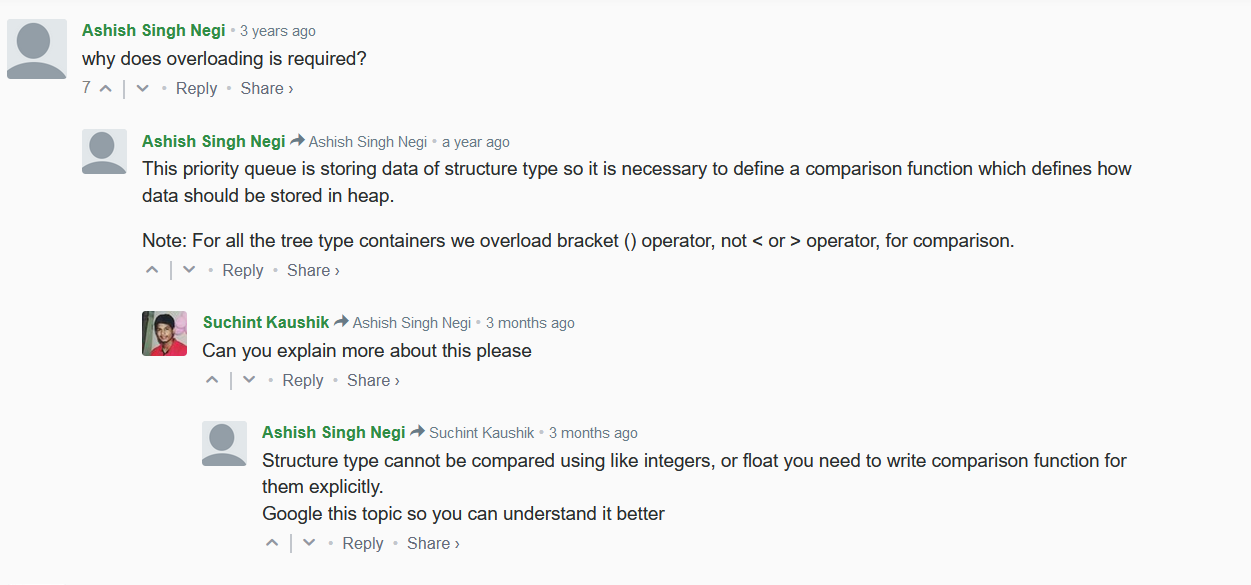 Ashish Singh Negi • 3 years ago
why does overloading is required?
7 | • Reply • Share ›
Ashish Singh Negi Ashish Singh Negi • a year ago
This priority queue is storing data of structure type so it is necessary to define a comparison function which defines how
data should be stored in heap.
Note: For all the tree type containers we overload bracket () operator, not < or > operator, for comparison.
| • Reply • Share ›
Suchint Kaushik Ashish Singh Negi • 3 months ago
Can you explain more about this please
| • Reply • Share ›
Ashish Singh Negi Suchint Kaushik • 3 months ago
Structure type cannot be compared using like integers, or float you need to write comparison function for
them explicitly.
Google this topic so you can understand it better
| • Reply • Share ›